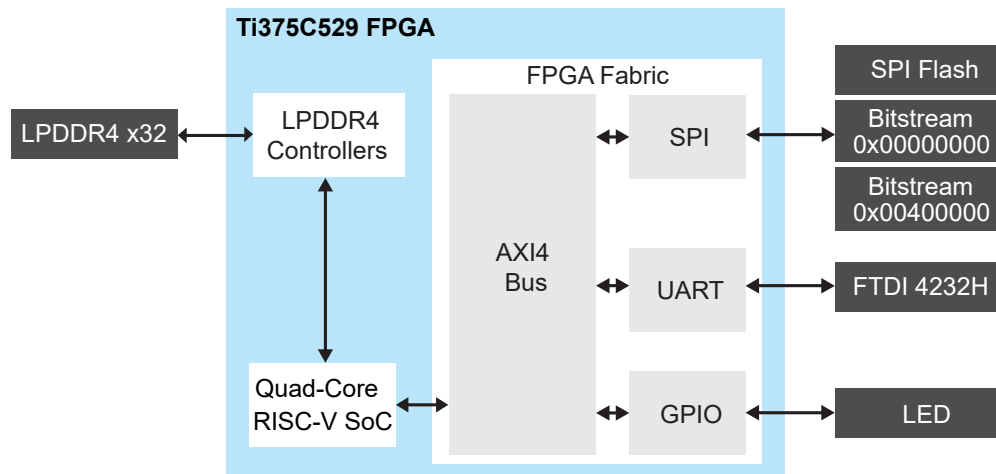 Ti375C529 FPGA
FPGA Fabric
LPDDR4 x32
LPDDR4
Controllers
Quad-Core
RISC-V SoC
AXI4
Bus
SPI
UART
GPIO
SPI Flash
Bitstream
0x00000000
Bitstream
0x00400000
FTDI 4232H
LED